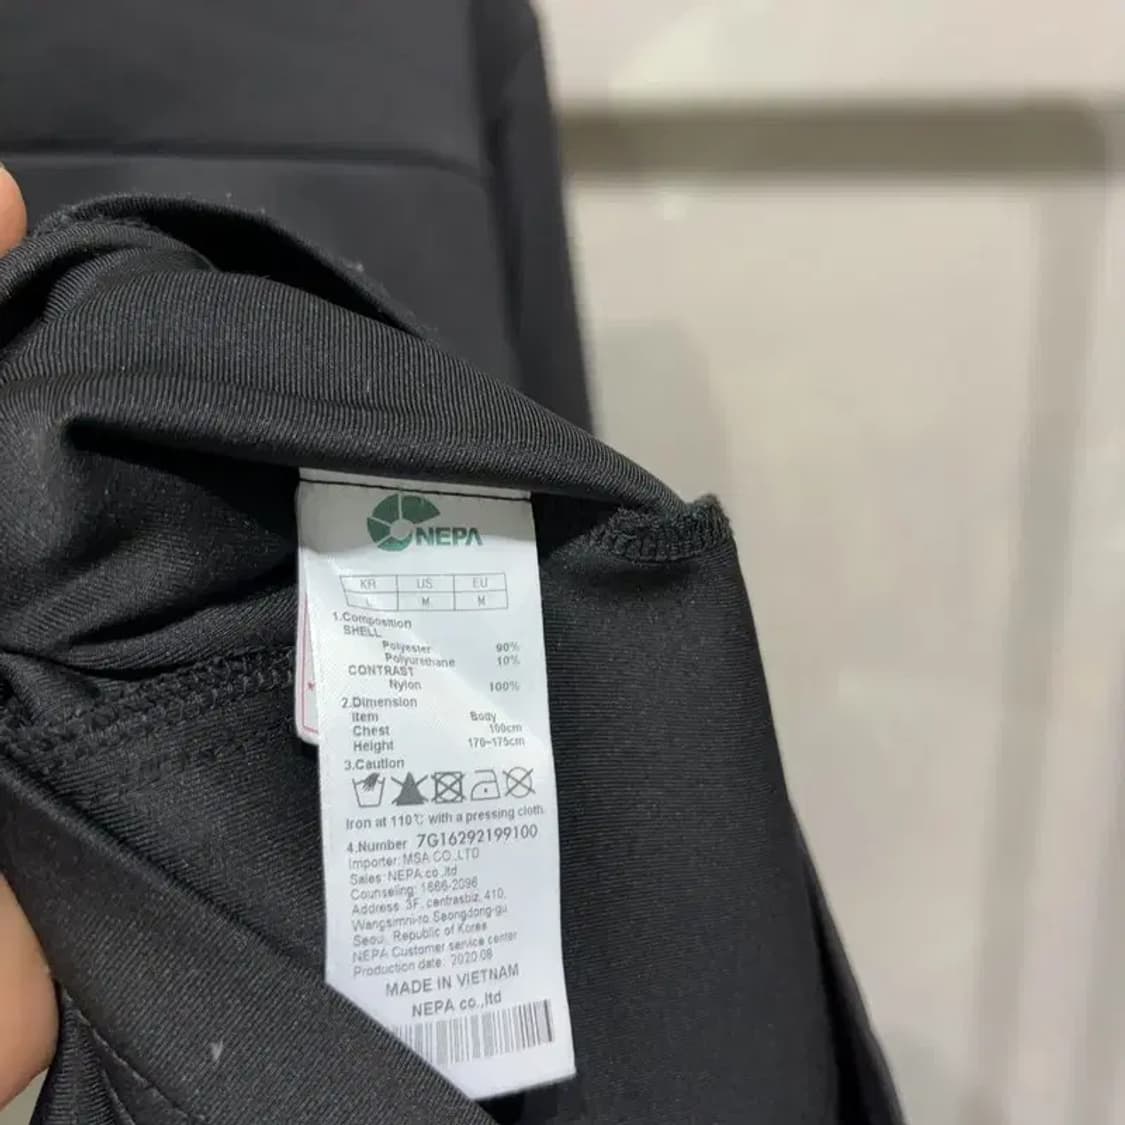 NEPA
KR US EU
L M M
1.Composition
SHELL
Polyester 90%
Polyurethane 10%
CONTRAST
Nylon 100%
2.Dimension
Item Body
Chest 100cm
Height 170~175cm
3.Caution
Iron at 110℃ with a pressing cloth.
4.Number 7G16292199100
Importer: MSA CO.,LTD
Sales: NEPA co.,ltd
Counseling: 1666-2096
Address 3F, centrasbiz, 410,
Wangsimni-ro Seongdong-gu
Seoul, Republic of Korea
NEPA Customer service center
Production date: 2020.08
MADE IN VIETNAM
NEPA co.,ltd